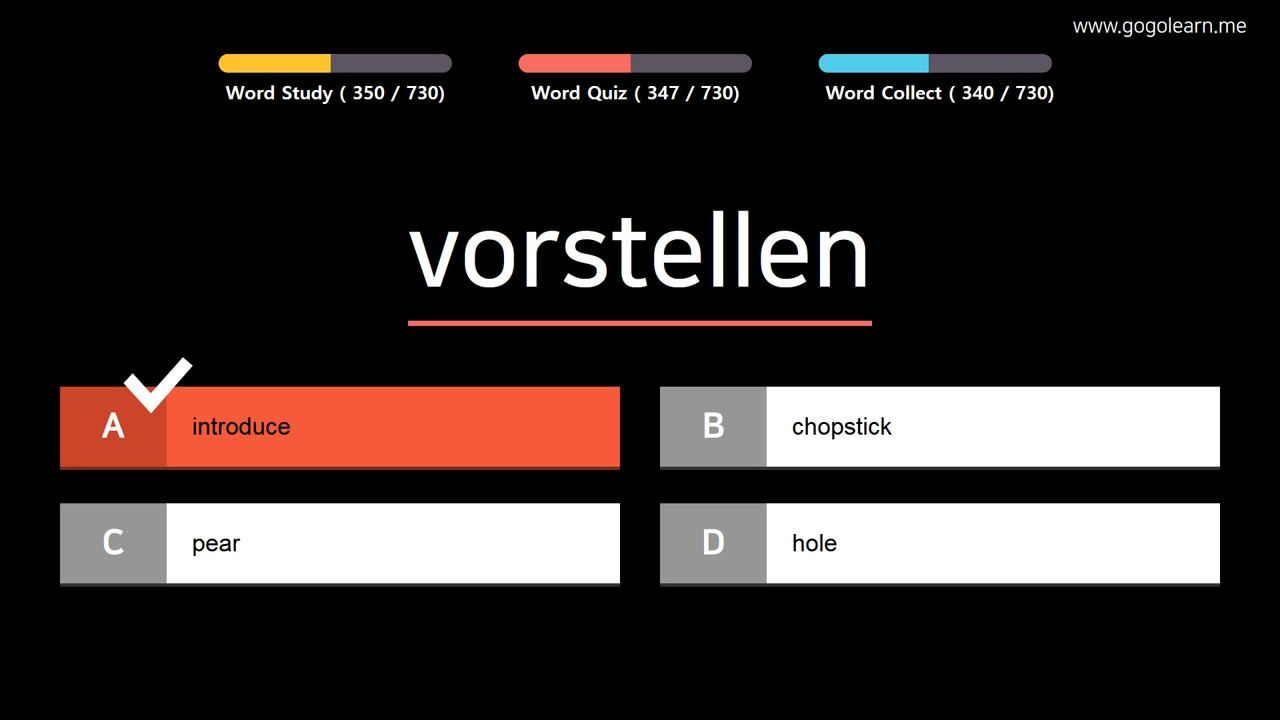 www.gogolearn.me
Word Study ( 350 / 730)
Word Quiz ( 347 / 730)
Word Collect ( 340 / 730)
vorstellen
A introduce
B chopstick
C pear
D hole